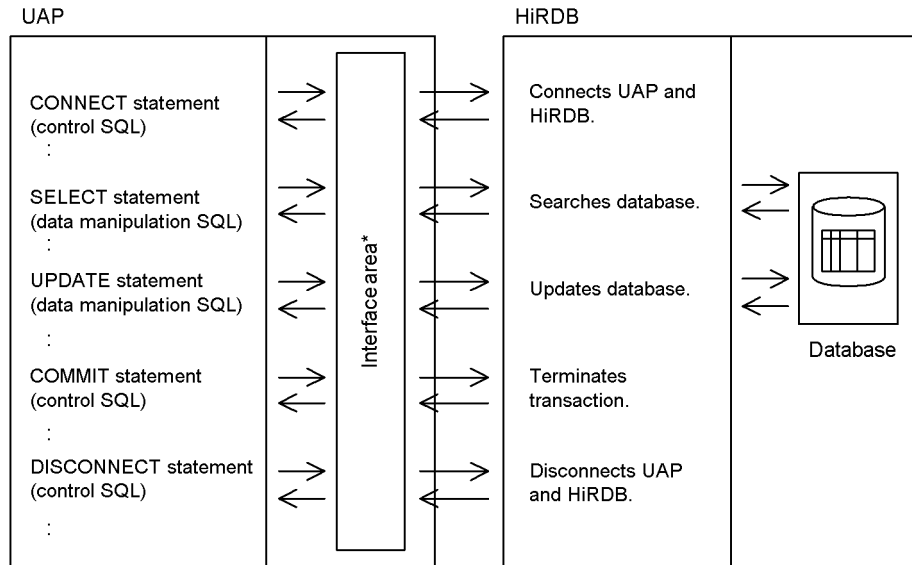 UAP
HiRDB
CONNECT statement
(control SQL)
:
SELECT statement
(data manipulation SQL)
:
UPDATE statement
(data manipulation SQL)
:
COMMIT statement
(control SQL)
:
DISCONNECT statement
(control SQL)
:
Interface area*
Connects UAP and
HiRDB.
Searches database.
Updates database.
Terminates
transaction.
Disconnects UAP
and HiRDB.
Database